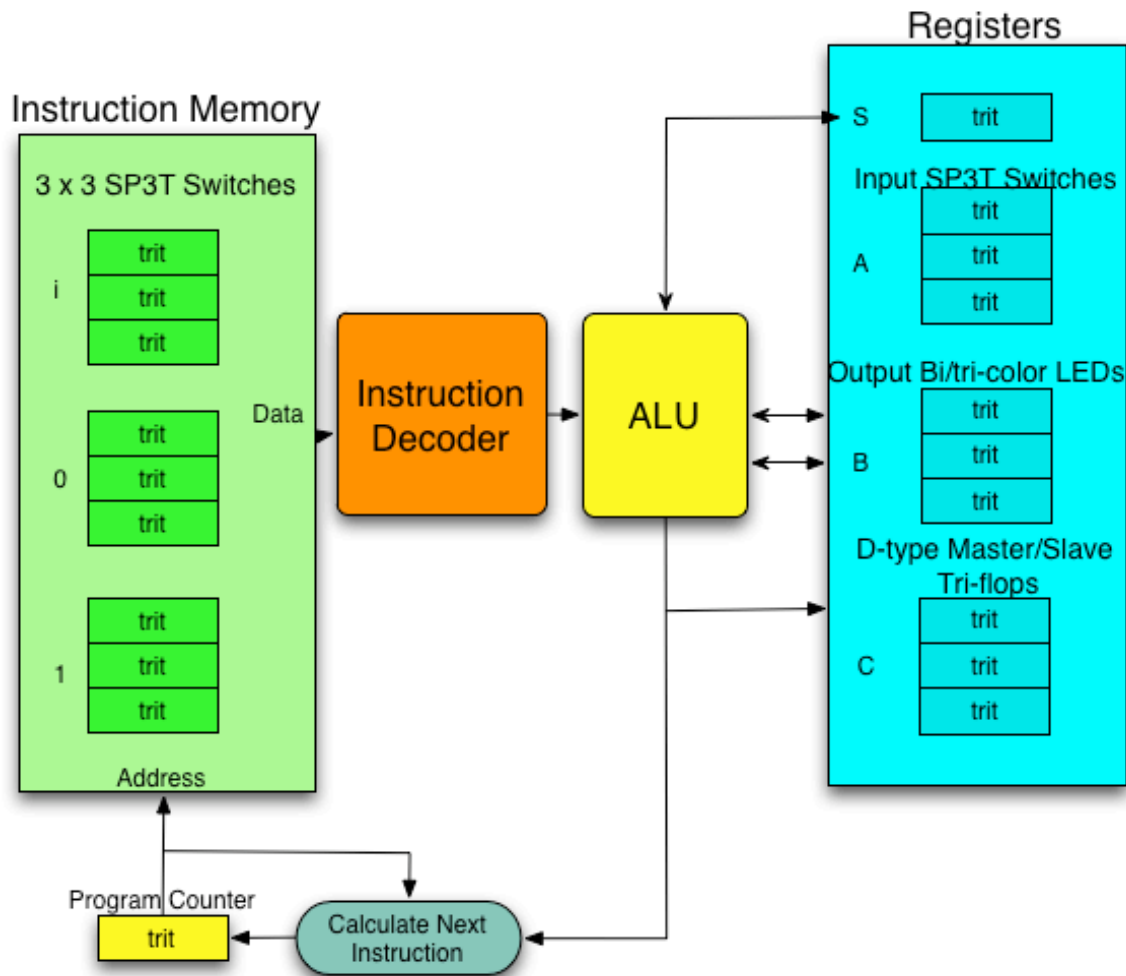 Registers
Instruction Memory
3 x 3 SP3T Switches
i
trit
trit
trit
0
trit
trit
trit
1
trit
trit
trit
Data
Address
Instruction
Decoder
ALU
S
trit
Input SP3T Switches
A
trit
trit
trit
Output Bi/tri-color LEDs
B
trit
trit
trit
D-type Master/Slave
Tri-flops
C
trit
trit
trit
Program Counter
trit
Calculate Next
Instruction